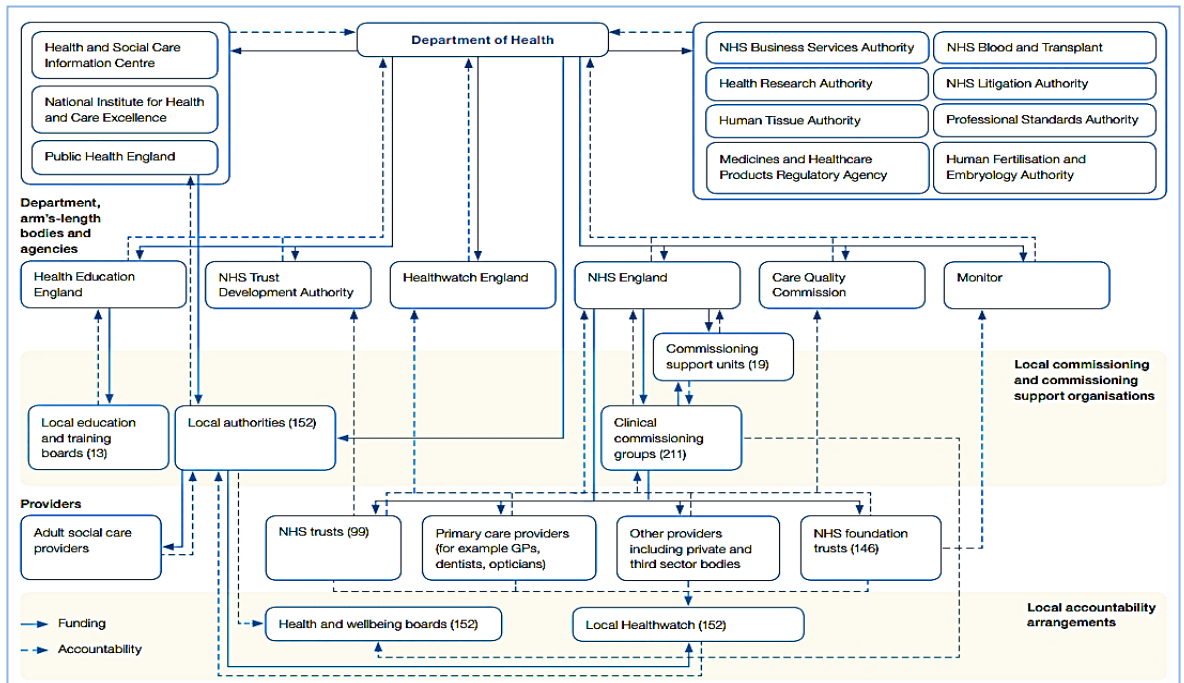 Department of Health
Health and Social Care
Information Centre
National Institute for Health
and Care Excellence
Public Health England
NHS Business Services Authority
NHS Blood and Transplant
Health Research Authority
NHS Litigation Authority
Human Tissue Authority
Professional Standards Authority
Medicines and Healthcare
Products Regulatory Agency
Human Fertilisation and
Embryology Authority
Department,
arm's-length
bodies and
agencies
Health Education
England
NHS Trust
Development Authority
Healthwatch England
NHS England
Care Quality
Commission
Monitor
Commissioning
support units (19)
Local commissioning
and commissioning
support organisations
Local education
and training
boards (13)
Local authorities (152)
Clinical
commissioning
groups (211)
Providers
Adult social care
providers
NHS trusts (99)
Primary care providers
(for example GPs,
dentists, opticians)
Other providers
including private and
third sector bodies
NHS foundation
trusts (146)
Local accountability
arrangements
Funding
Accountability
Health and wellbeing boards (152)
Local Healthwatch (152)